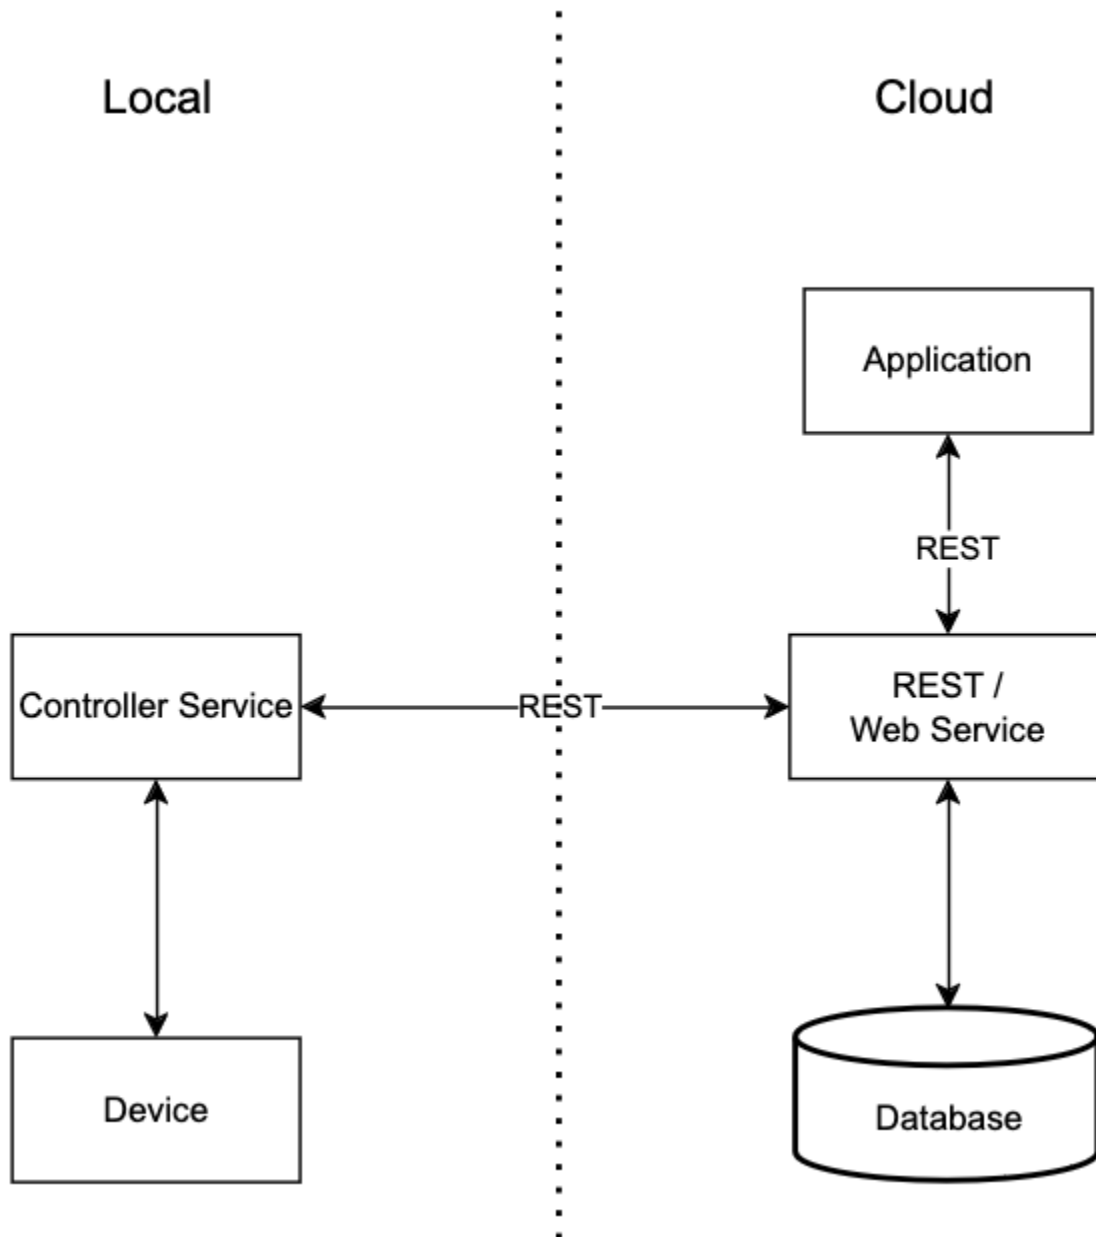 Local
Cloud
Application
REST
Controller Service
REST
REST /
Web Service
Device
Database